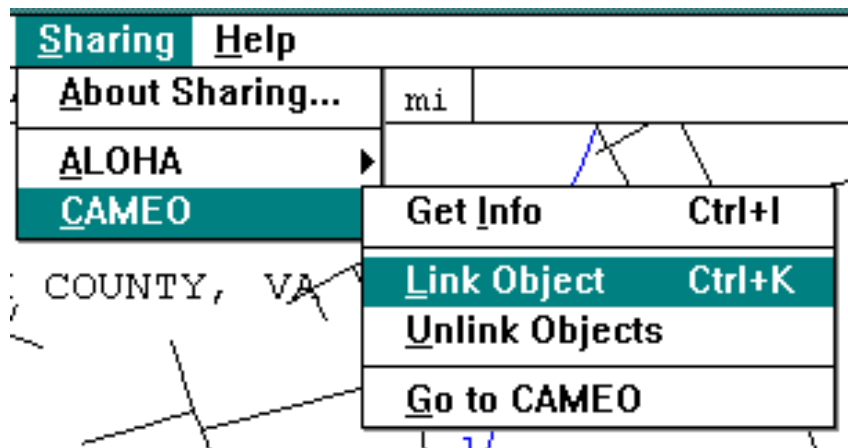 Sharing Help
About Sharing...
mi
ALOHA
CAMEO
Get Info Ctrl+I
Link Object Ctrl+K
COUNTY, VA
Unlink Objects
Go to CAMEO